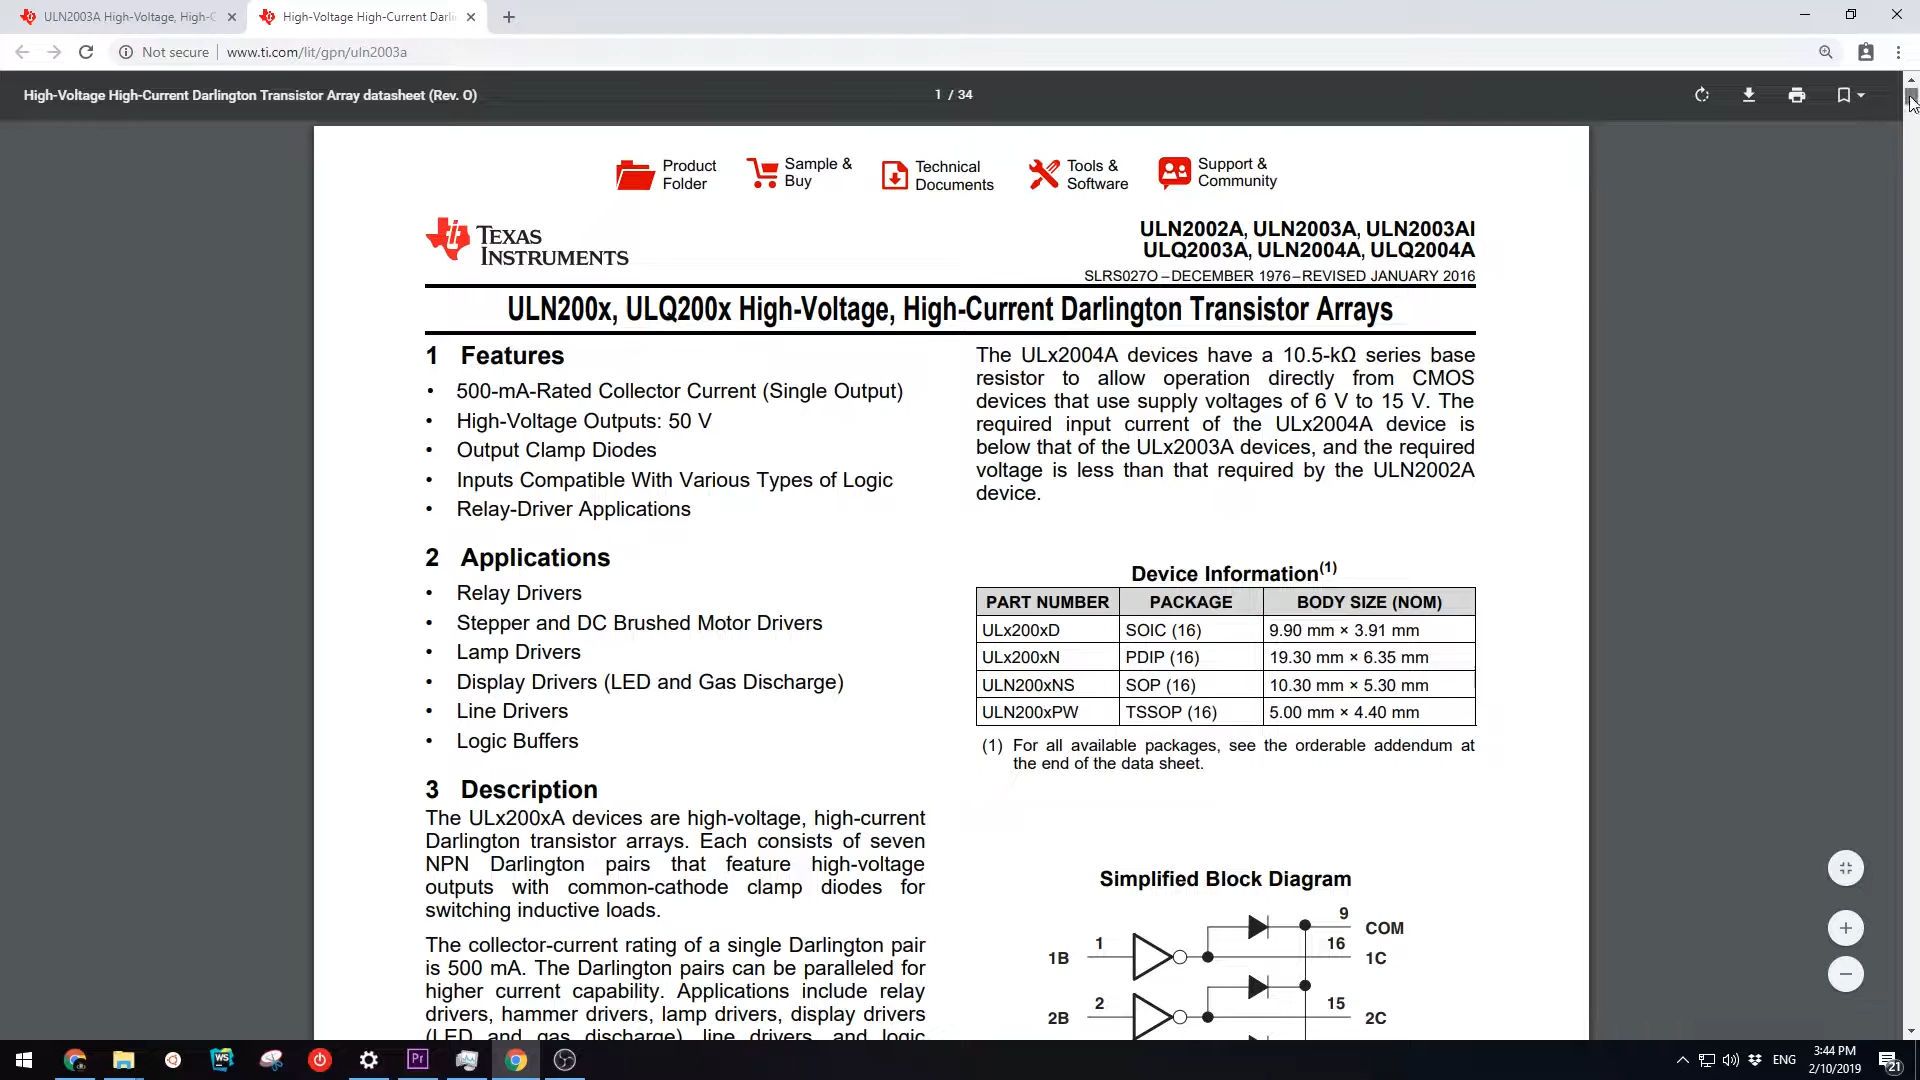 ULN2003A High-Voltage, High-C
High-Voltage High-Current Darli
Not secure
www.ti.com/lit/gpn/uln2003a
High-Voltage High-Current Darlington Transistor Array datasheet (Rev. O)
1 / 34
Product
Folder
Sample &
Buy
Technical
Documents
Tools &
Software
Support &
Community
TEXAS
INSTRUMENTS
ULN2002A, ULN2003A, ULN2003AI
ULQ2003A, ULN2004A, ULQ2004A
SLRS027O –DECEMBER 1976–REVISED JANUARY 2016
ULN200x, ULQ200x High-Voltage, High-Current Darlington Transistor Arrays
1 Features
• 500-mA-Rated Collector Current (Single Output)
• High-Voltage Outputs: 50 V
• Output Clamp Diodes
• Inputs Compatible With Various Types of Logic
• Relay-Driver Applications
2 Applications
• Relay Drivers
• Stepper and DC Brushed Motor Drivers
• Lamp Drivers
• Display Drivers (LED and Gas Discharge)
• Line Drivers
• Logic Buffers
3 Description
The ULx200xA devices are high-voltage, high-current
Darlington transistor arrays. Each consists of seven
NPN Darlington pairs that feature high-voltage
outputs with common-cathode clamp diodes for
switching inductive loads.
The collector-current rating of a single Darlington pair
is 500 mA. The Darlington pairs can be paralleled for
higher current capability. Applications include relay
drivers, hammer drivers, lamp drivers, display drivers
(LED and gas discharge), line drivers, and logic
The ULx2004A devices have a 10.5-kΩ series base
resistor to allow operation directly from CMOS
devices that use supply voltages of 6 V to 15 V. The
required input current of the ULx2004A device is
below that of the ULx2003A devices, and the required
voltage is less than that required by the ULN2002A
device.
Device Information(1)
PART NUMBER PACKAGE BODY SIZE (NOM)
ULx200xD SOIC (16) 9.90 mm × 3.91 mm
ULx200xN PDIP (16) 19.30 mm × 6.35 mm
ULN200xNS SOP (16) 10.30 mm × 5.30 mm
ULN200xPW TSSOP (16) 5.00 mm × 4.40 mm
(1) For all available packages, see the orderable addendum at
the end of the data sheet.
Simplified Block Diagram
9
COM
1B 1 16 1C
2B 2 15 2C
WS
Pr
ENG
3:44 PM
2/10/2019
21